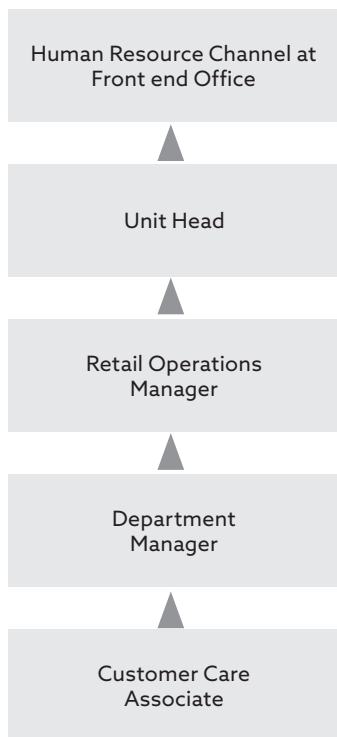 Human Resource Channel at
Front end Office
Unit Head
Retail Operations
Manager
Department
Manager
Customer Care
Associate